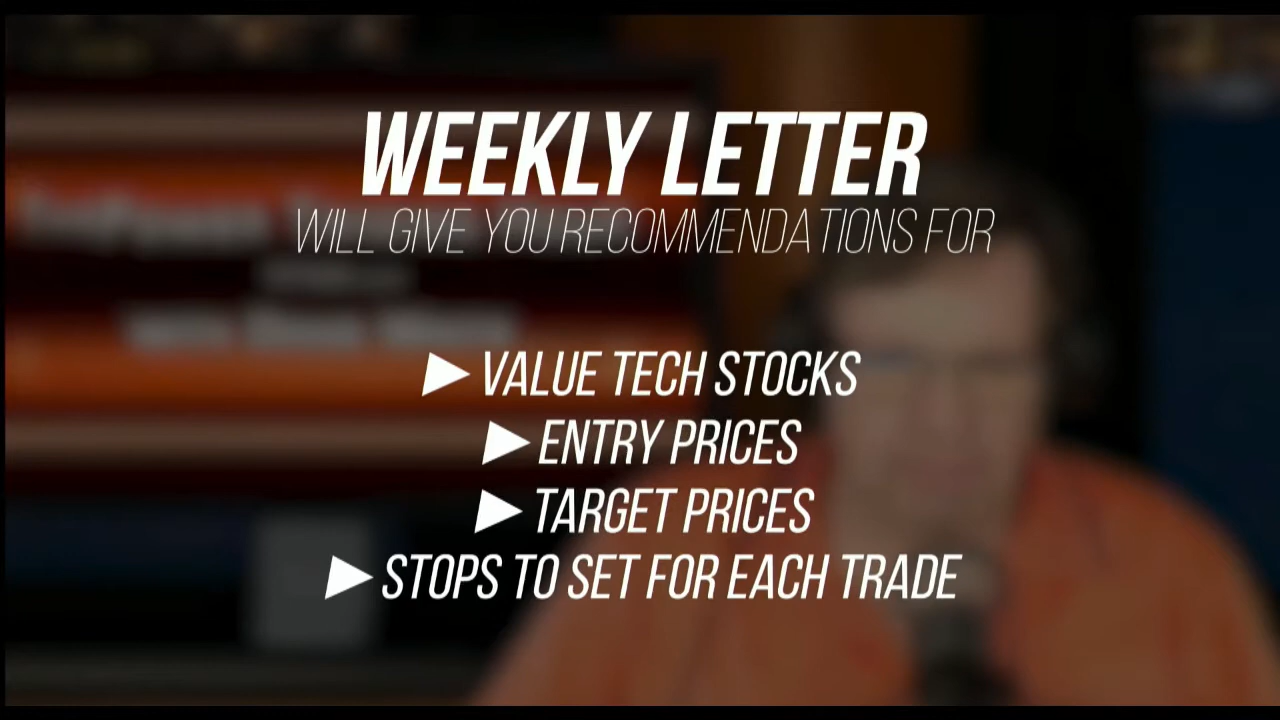 WEEKLY LETTER
WILL GIVE YOU RECOMMENDATIONS FOR
▶ VALUE TECH STOCKS
▶ ENTRY PRICES
▶ TARGET PRICES
▶ STOPS TO SET FOR EACH TRADE